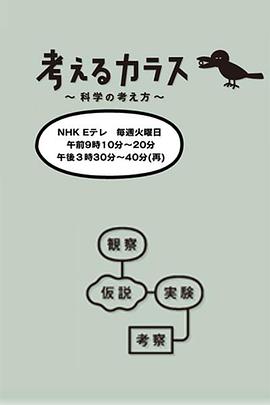 考えるカラス
～科学の考え方～
NHK Eテレ　毎週火曜日
午前9時10分～20分
午後3時30分～40分(再)
観察
仮説
実験
考察